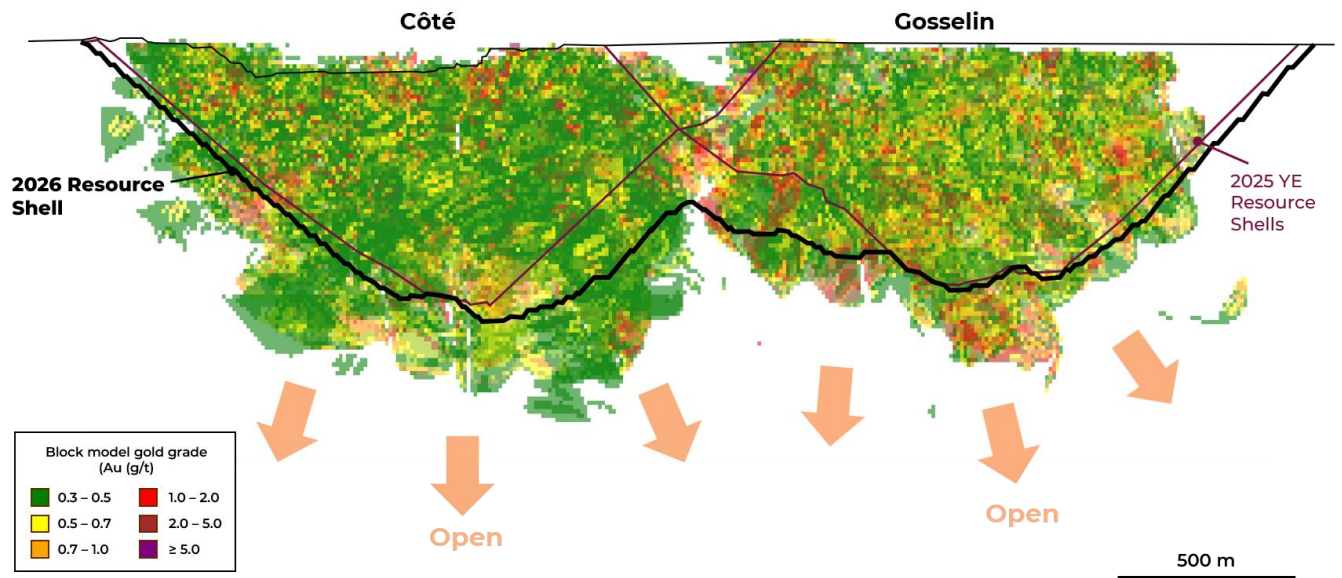 Côté
Gosselin
2026 Resource
Shell
2025 YE
Resource
Shells
Block model gold grade
(Au (g/t)
0.3 – 0.5
1.0 – 2.0
0.5 – 0.7
2.0 – 5.0
0.7 – 1.0
≥ 5.0
Open
Open
500 m